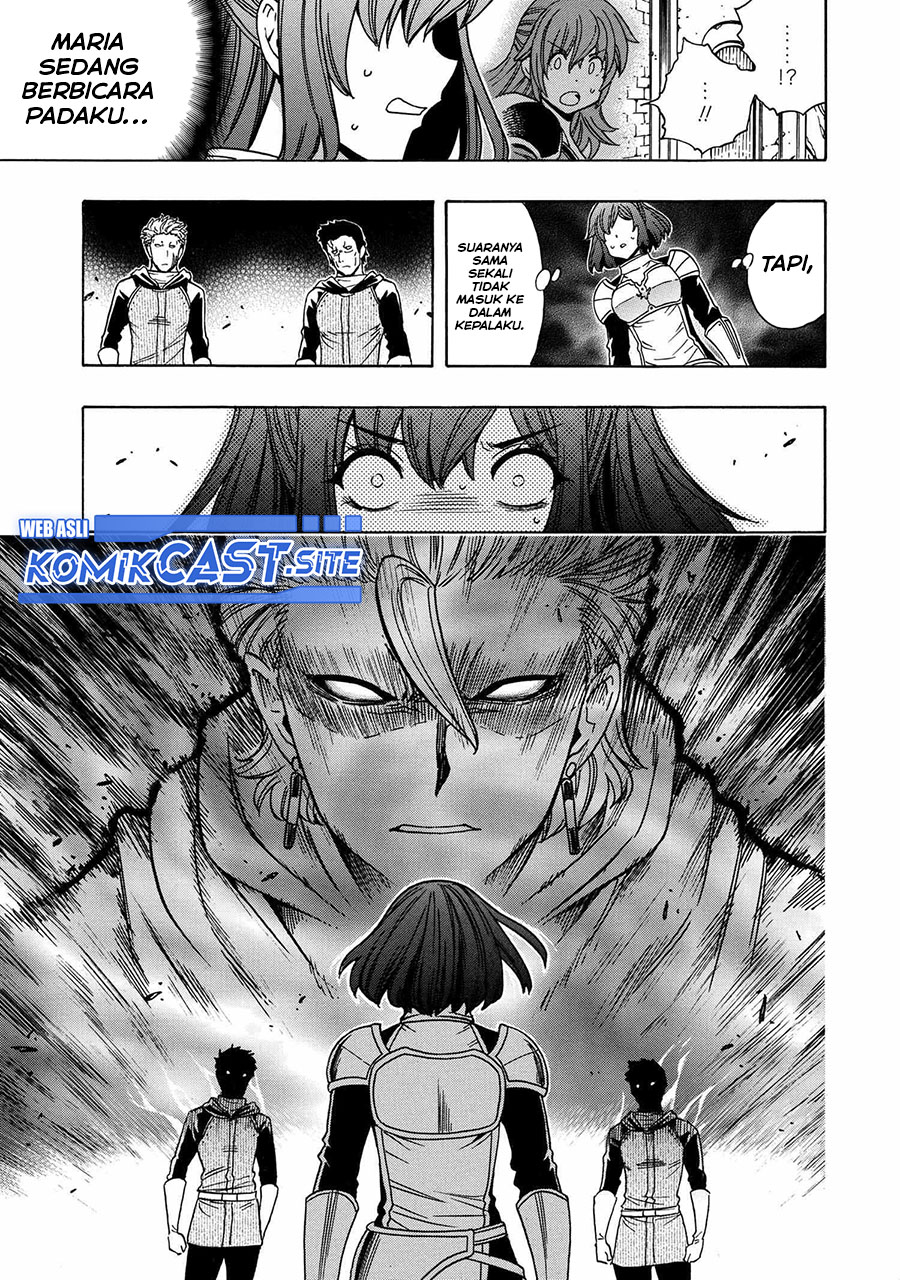 !?
...!!
MARIA
SEDANG
BERBICARA
PADAKU...
TAPI,
SUARANYA
SAMA
SEKALI
TIDAK
MASUK KE
DALAM
KEPALAKU.
WEB ASLI
KOMIKCAST.SITE